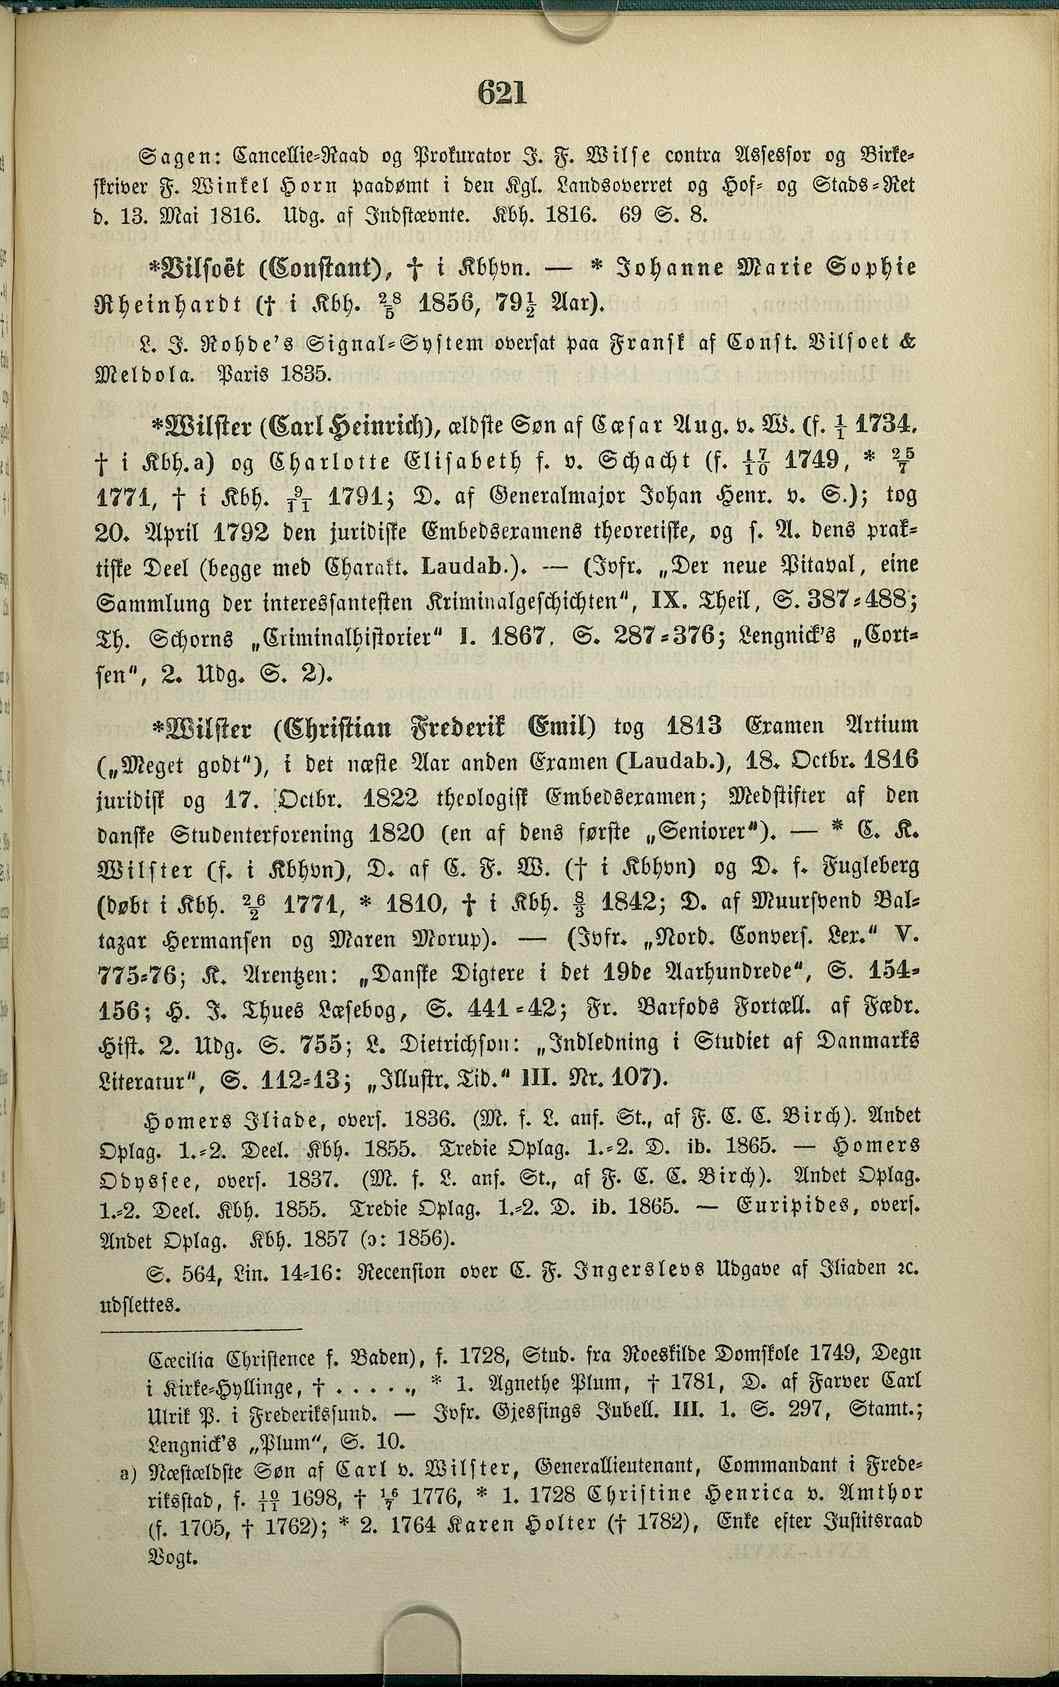 621
Sagen: Cancellie-Raad og Prokurator J. F. Wilse contra Assessor og Birke-
skriver F. Winkel Horn paadømt i den Kgl. Landsoverret og Hof- og Stads-Ret
d. 13. Mai 1816. Udg. af Indstævnte. Kbh. 1816. 69 S. 8.
*Vilsoët (Constant), † i Kbhvn. — * Johanne Marie Sophie
Rheinhardt († i Kbh. 28/5 1856, 79½ Aar).
L. J. Rohde's Signal-System oversat paa Fransk af Const. Vilsoet &
Meldola. Paris 1835.
*Wilster (Carl Heinrich), ældste Søn af Cæsar Aug. v. W. (f. 1/1 1734,
† i Kbh.a) og Charlotte Elisabeth f. v. Schacht (f. 17/10 1749, * 25/7
1771, † i Kbh. 9/11 1791; D. af Generalmajor Johan Henr. v. S.); tog
20. April 1792 den juridiske Embedsexamens theoretiske, og s. A. dens prak-
tiske Deel (begge med Charakt. Laudab.). — (Jvfr. „Der neue Pitaval, eine
Sammlung der interessantesten Kriminalgeschichten", IX. Theil, S. 387-488;
Th. Schorns „Criminalhistorier" I. 1867, S. 287-376; Lengnick's „Cort-
sen", 2. Udg. S. 2).
*Wilster (Christian Frederik Emil) tog 1813 Examen Artium
(„Meget godt"), i det næste Aar anden Examen (Laudab.), 18. Octbr. 1816
juridisk og 17. Octbr. 1822 theologisk Embedsexamen; Medstifter af den
danske Studenterforening 1820 (en af dens første „Seniorer"). — * C. K.
Wilster (f. i Kbhvn), D. af C. F. W. († i Kbhvn) og D. f. Fugleberg
(døbt i Kbh. 26/2 1771, * 1810, † i Kbh. 8/3 1842; D. af Muursvend Bal-
tazar Hermansen og Maren Morup). — (Jvfr. „Nord. Convers. Lex." V.
775-76; K. Arentzen: „Danske Digtere i det 19de Aarhundrede", S. 154-
156; H. J. Thues Læsebog, S. 441-42; Fr. Barfods Fortæll. af Fædr.
Hist. 2. Udg. S. 755; L. Dietrichson: „Indledning i Studiet af Danmarks
Literatur", S. 112-13; „Illustr. Tid." III. Nr. 107).
Homers Iliade, overs. 1836. (M. f. L. anf. St., af F. C. C. Birch). Andet
Oplag. 1.-2. Deel. Kbh. 1855. Tredie Oplag. 1.-2. D. ib. 1865. — Homers
Odyssee, overs. 1837. (M. f. L. anf. St., af F. C. C. Birch). Andet Oplag.
1.-2. Deel. Kbh. 1855. Tredie Oplag. 1.-2. D. ib. 1865. — Euripides, overs.
Andet Oplag. Kbh. 1857 (ɔ: 1856).
S. 564, Lin. 14-16: Recension over C. F. Ingerslevs Udgave af Iliaden ꝛc.
udslettes.
Cæcilia Christence f. Baden), f. 1728, Stud. fra Roeskilde Domskole 1749, Degn
i Kirke-Hyllinge, † . . . . ., * 1. Agnethe Plum, † 1781, D. af Farver Carl
Ulrik P. i Frederikssund. — Jvfr. Gjessings Jubell. III. 1. S. 297, Stamt.;
Lengnick's „Plum", S. 10.
a) Næstældste Søn af Carl v. Wilster, Generallieutenant, Commandant i Frede-
riksstad, f. 10/11 1698, † 16/7 1776, * 1. 1728 Christine Henrica v. Amthor
(f. 1705, † 1762); * 2. 1764 Karen Holter († 1782), Enke efter Justitsraad
Vogt.